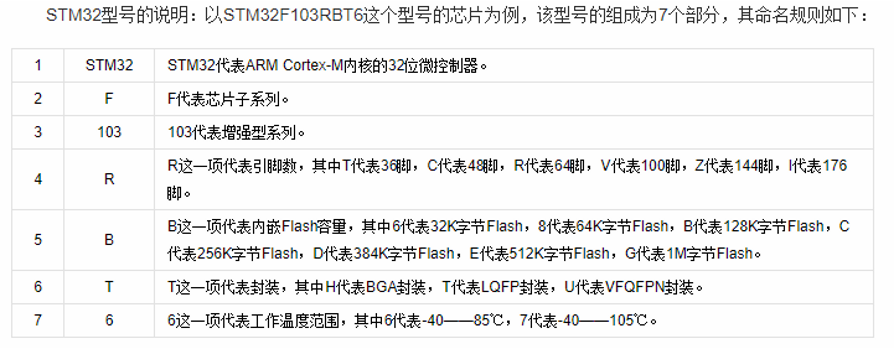 STM32型号的说明：以STM32F103RBT6这个型号的芯片为例，该型号的组成为7个部分，其命名规则如下：
1 STM32 STM32代表ARM Cortex-M内核的32位微控制器。
2 F F代表芯片子系列。
3 103 103代表增强型系列。
4 R R这一项代表引脚数，其中T代表36脚，C代表48脚，R代表64脚，V代表100脚，Z代表144脚，I代表176
脚。
5 B B这一项代表内嵌Flash容量，其中6代表32K字节Flash，8代表64K字节Flash，B代表128K字节Flash，C
代表256K字节Flash，D代表384K字节Flash，E代表512K字节Flash，G代表1M字节Flash。
6 T T这一项代表封装，其中H代表BGA封装，T代表LQFP封装，U代表VFQFPN封装。
7 6 6这一项代表工作温度范围，其中6代表-40——85℃，7代表-40——105℃。